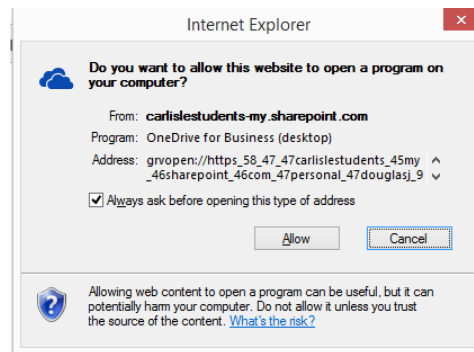 Internet Explorer
Do you want to allow this website to open a program on
your computer?
From: carlislestudents-my.sharepoint.com
Program: OneDrive for Business (desktop)
Address: grvopen://https_58_47_47carlislestudents_45my
_46sharepoint_46com_47personal_47douglasj_9
Always ask before opening this type of address
Allow Cancel
Allowing web content to open a program can be useful, but it can
potentially harm your computer. Do not allow it unless you trust
the source of the content. What's the risk?